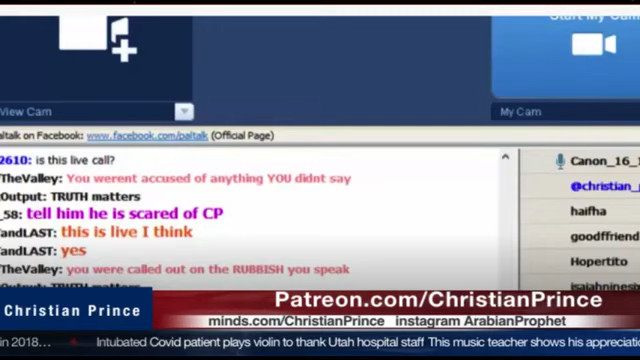 Start My Cam
View Cam
My Cam
altalk on Facebook: www.facebook.com/paltalk (Official Page)
2610: is this live call?
TheValley: You werent accused of anything YOU didnt say
Output: TRUTH matters
_58: tell him he is scared of CP
andLAST: this is live I think
andLAST: yes
TheValley: you were called out on the RUBBISH you speak
Canon_16_1
@christian_
haifha
goodffriend
Hopertito
isaiahninesix
Christian Prince
Patreon.com/ChristianPrince
minds.com/ChristianPrince instagram ArabianProphet
in 2018... • Intubated Covid patient plays violin to thank Utah hospital staff This music teacher shows his appreciati